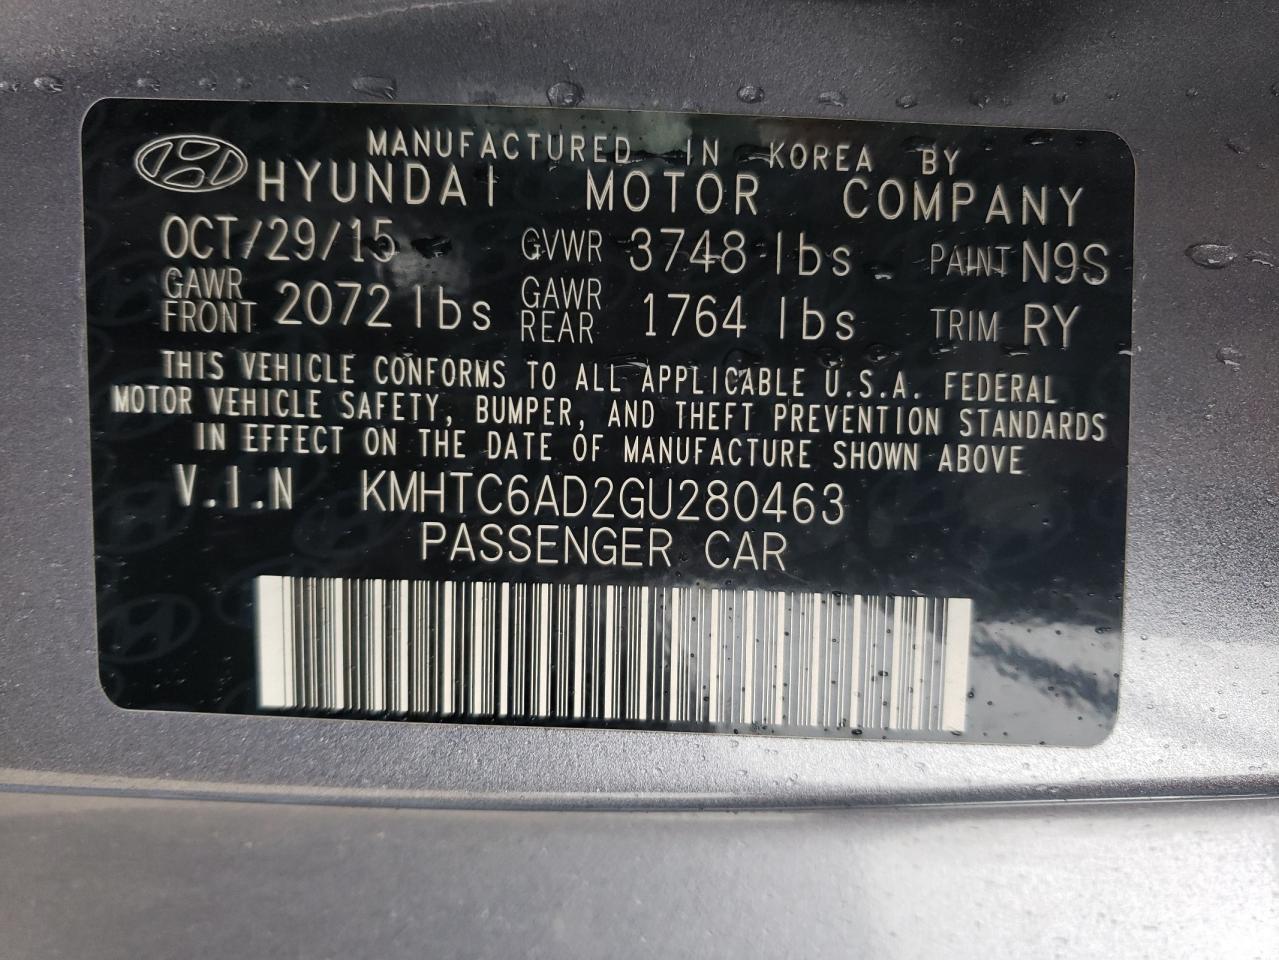 MANUFACTURED IN KOREA BY
HYUNDAI MOTOR COMPANY
OCT/29/15 GVWR 3748 lbs PAINT N9S
GAWR FRONT 2072 lbs GAWR REAR 1764 lbs TRIM RY
THIS VEHICLE CONFORMS TO ALL APPLICABLE U.S.A. FEDERAL
MOTOR VEHICLE SAFETY, BUMPER, AND THEFT PREVENTION STANDARDS
IN EFFECT ON THE DATE OF MANUFACTURE SHOWN ABOVE
V.I.N KMHTC6AD2GU280463
PASSENGER CAR